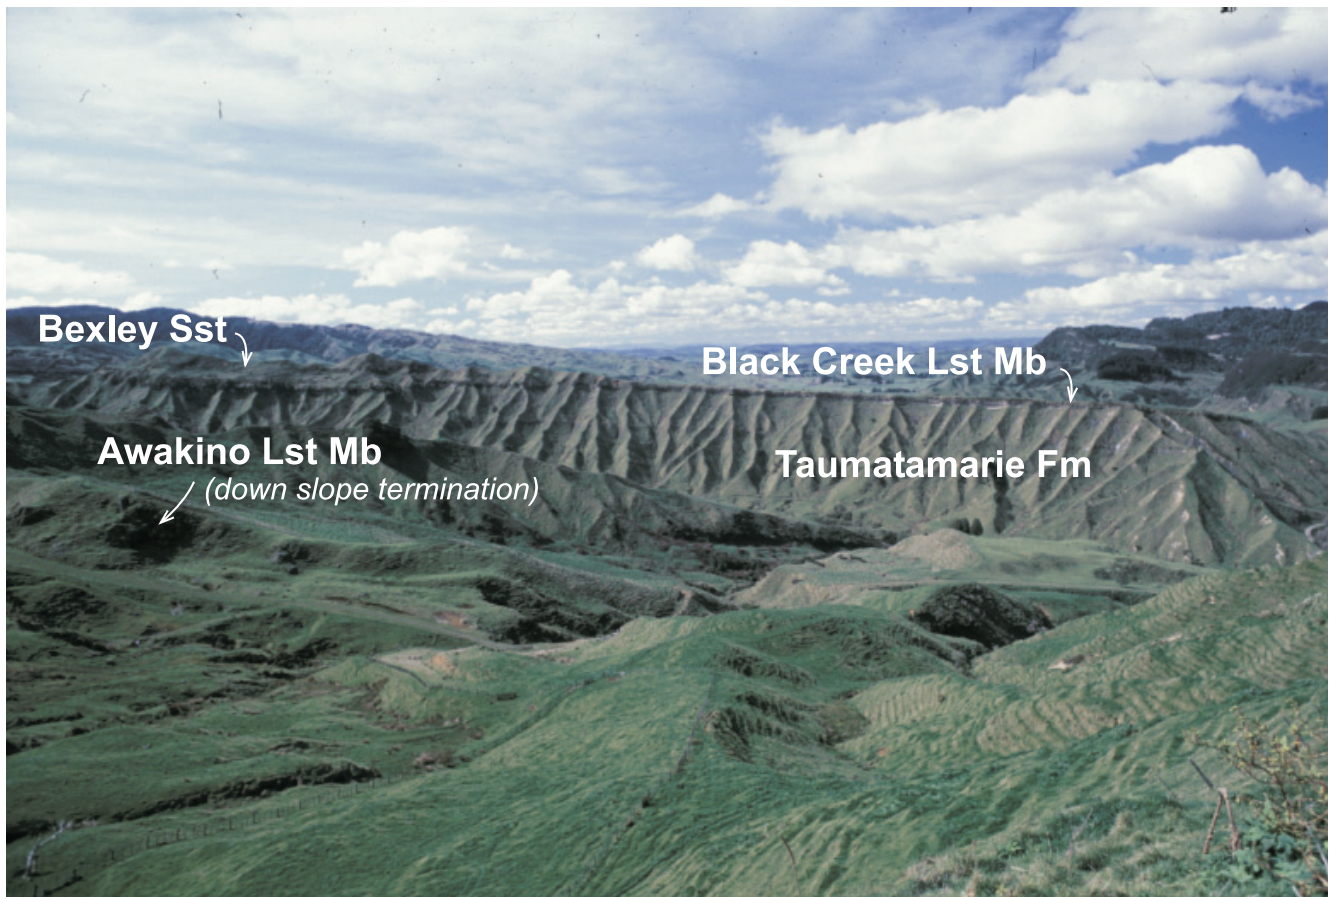 Bexley Sst
Black Creek Lst Mb
Awakino Lst Mb
(down slope termination)
Taumatamarie Fm